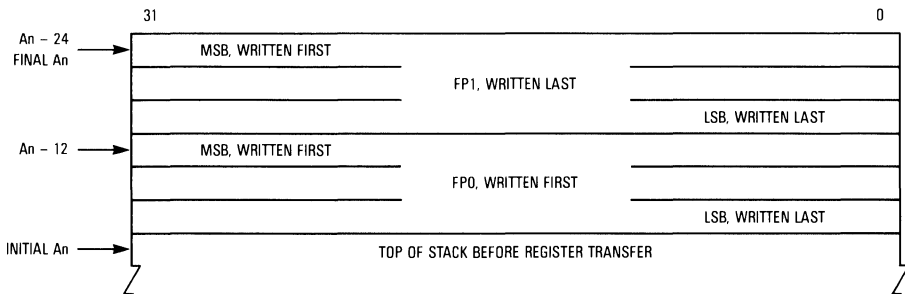 31 0
An – 24
FINAL An
MSB, WRITTEN FIRST
FP1, WRITTEN LAST
LSB, WRITTEN LAST
An – 12
MSB, WRITTEN FIRST
FP0, WRITTEN FIRST
LSB, WRITTEN LAST
INITIAL An
TOP OF STACK BEFORE REGISTER TRANSFER